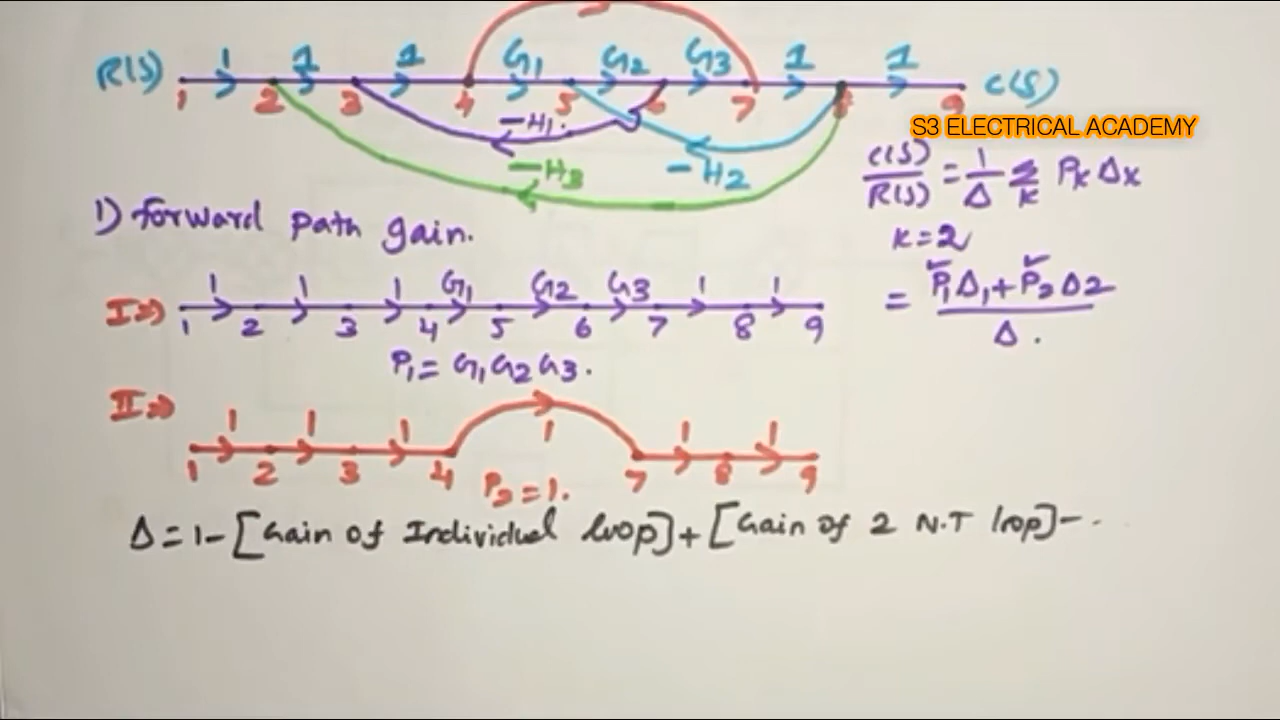 R(S) 1 1 1 G1 G2 G3 1 1 C(S)
1 2 3 4 5 6 7 8 9
-H1.
-H3 -H2
S3 ELECTRICAL ACADEMY
C(S)/R(S) = 1/Δ Σ K PK ΔK
K=2
= P1Δ1+P2Δ2 / Δ.
1) forward path gain.
I⇒) 1 1 1 G1 G2 G3 1 1
1 2 3 4 5 6 7 8 9
P1= G1G2G3.
II⇒) 1 1 1 1 1 1
1 2 3 4 7 8 9
P2=1.
Δ=1-[Gain of Individual loop]+[Gain of 2 N.T loop]-..